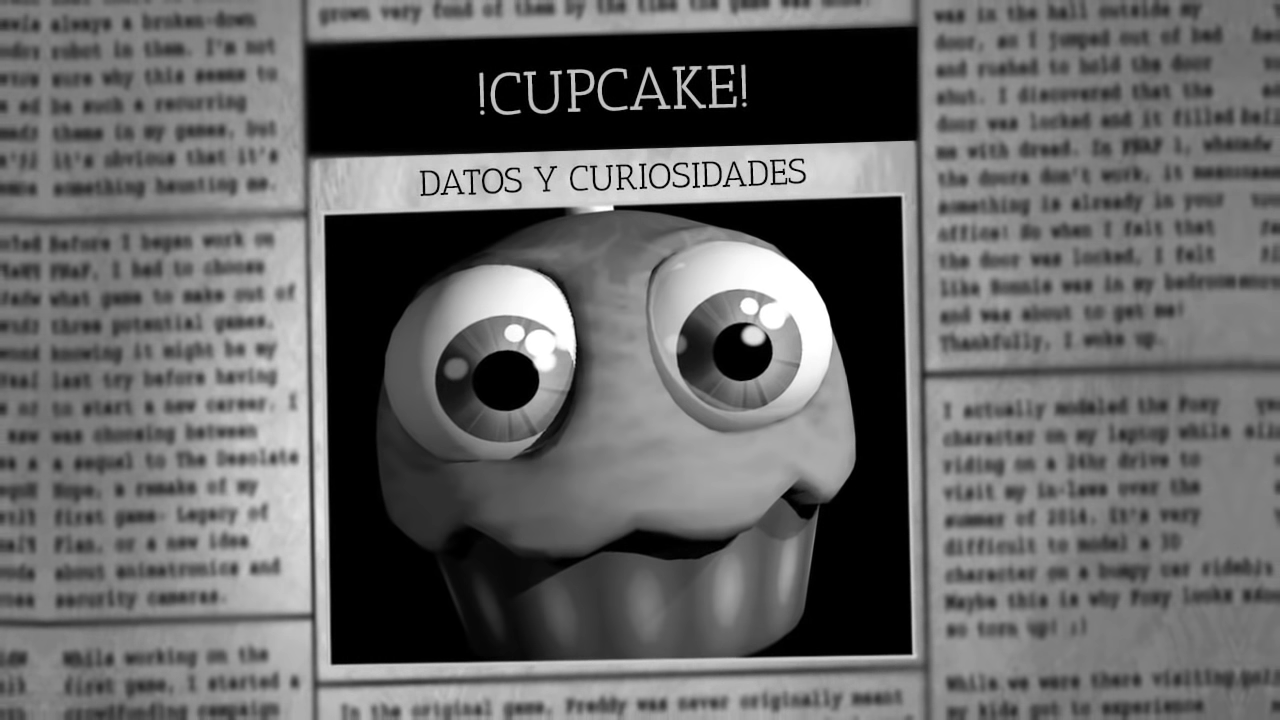 always a broken-down
robot in them. I'm not
sure why this seems to
be such a recurring
theme in my games, but
it's obvious that it's
something haunting me.
Before I began work on
FNAF, I had to choose
what game to make out of
three potential games,
knowing it might be my
last try before having
to start a new career. I
was choosing between
a sequel to The Desolate
Hope, a remake of my
first game- Legacy of
Flan, or a new idea
about animatronics and
security cameras.
While working on the
first game, I started a
crowdfunding campaign
grown very fond of them by the time the game was done.
!CUPCAKE!
DATOS Y CURIOSIDADES
In the original game, Freddy was never originally meant
was in the hall outside my
door, so I jumped out of bed
and rushed to hold the door
shut. I discovered that the
door was locked and it filled
me with dread. In FNAF 1, when
the doors don't work, it means
something is already in your
office! So when I felt that
the door was locked, I felt
like Bonnie was in my bedroom
and was about to get me!
Thankfully, I woke up.
I actually modeled the Foxy
character on my laptop while
riding on a 24hr drive to
visit my in-laws over the
summer of 2014. It's very
difficult to model a 3D
character on a bumpy car ride
Maybe this is why Foxy looks
so torn up! ;)
While we were there visiting,
my kids got to experience